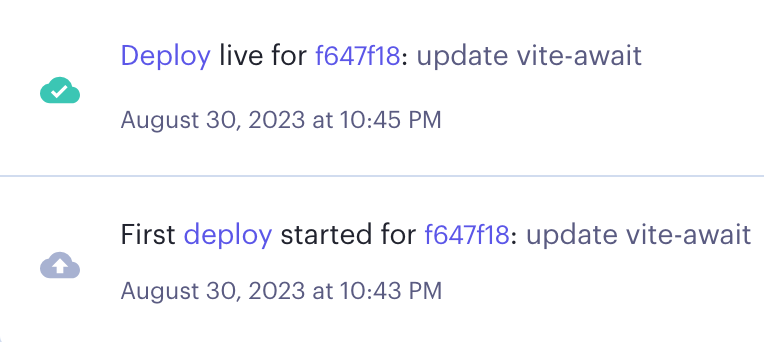 Deploy live for f647f18: update vite-await
August 30, 2023 at 10:45 PM
First deploy started for f647f18: update vite-await
August 30, 2023 at 10:43 PM